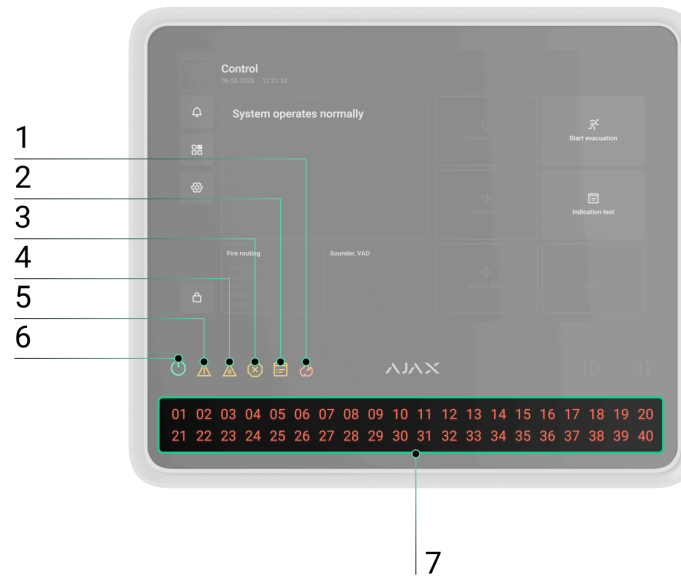 Control
06.05.2025 - 12:21:32
System operates normally
Start evacuation
Indication test
Fire routing
Sounder, VAD
AJAX
01 02 03 04 05 06 07 08 09 10 11 12 13 14 15 16 17 18 19 20
21 22 23 24 25 26 27 28 29 30 31 32 33 34 35 36 37 38 39 40
1
2
3
4
5
6
7